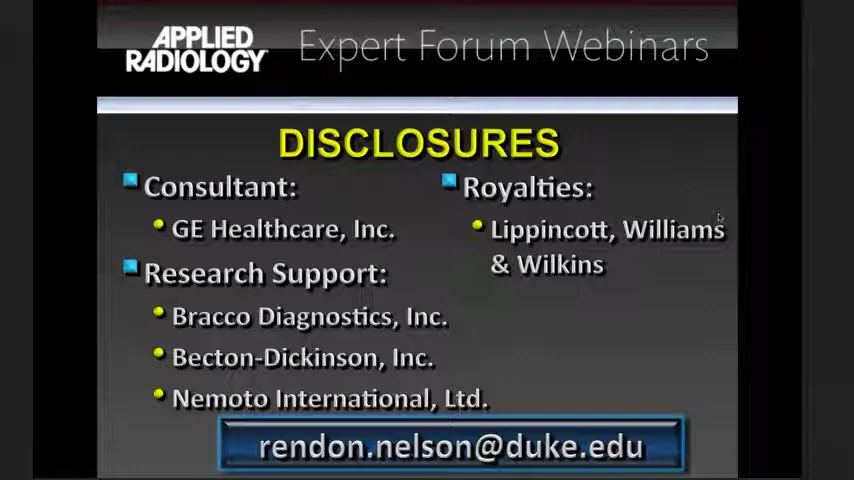 APPLIED
RADIOLOGY
Expert Forum Webinars
DISCLOSURES
Consultant:
GE Healthcare, Inc.
Research Support:
Bracco Diagnostics, Inc.
Becton-Dickinson, Inc.
Nemoto International, Ltd.
Royalties:
Lippincott, Williams
& Wilkins
rendon.nelson@duke.edu